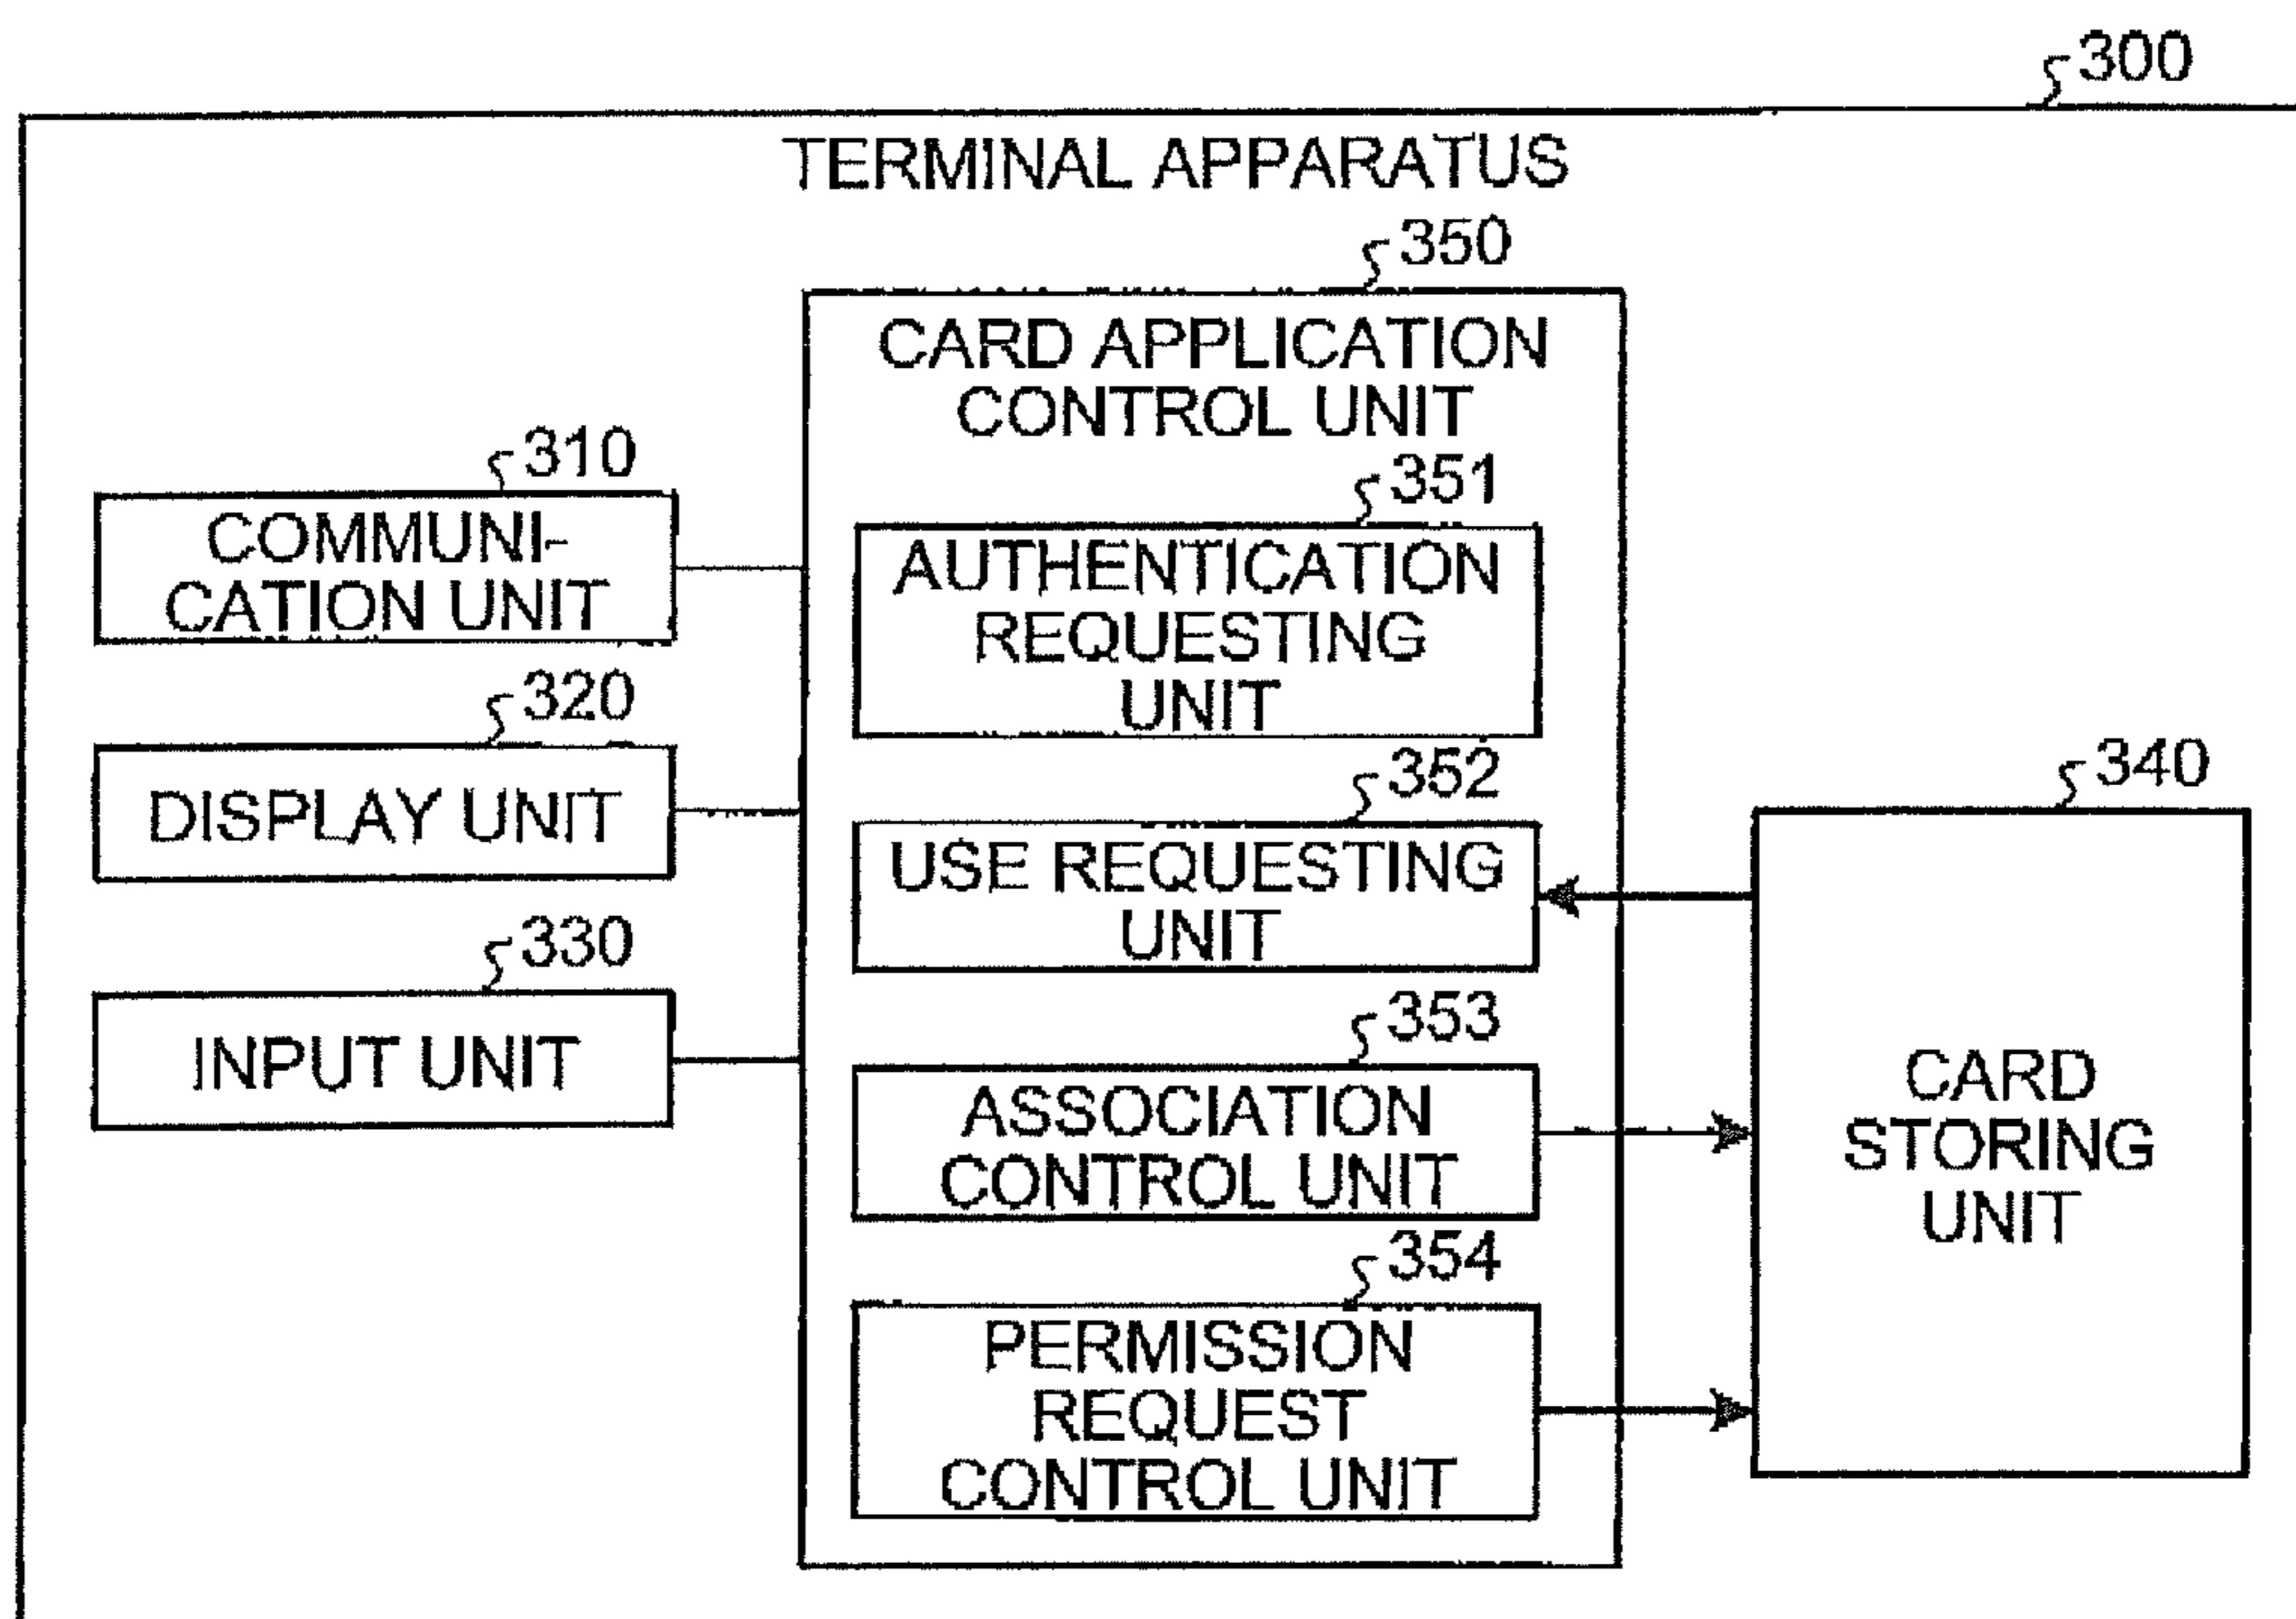 300
TERMINAL APPARATUS
350
CARD APPLICATION
CONTROL UNIT
310
COMMUNI-
CATION UNIT
320
DISPLAY UNIT
330
INPUT UNIT
351
AUTHENTICATION
REQUESTING
UNIT
352
USE REQUESTING
UNIT
353
ASSOCIATION
CONTROL UNIT
354
PERMISSION
REQUEST
CONTROL UNIT
340
CARD
STORING
UNIT